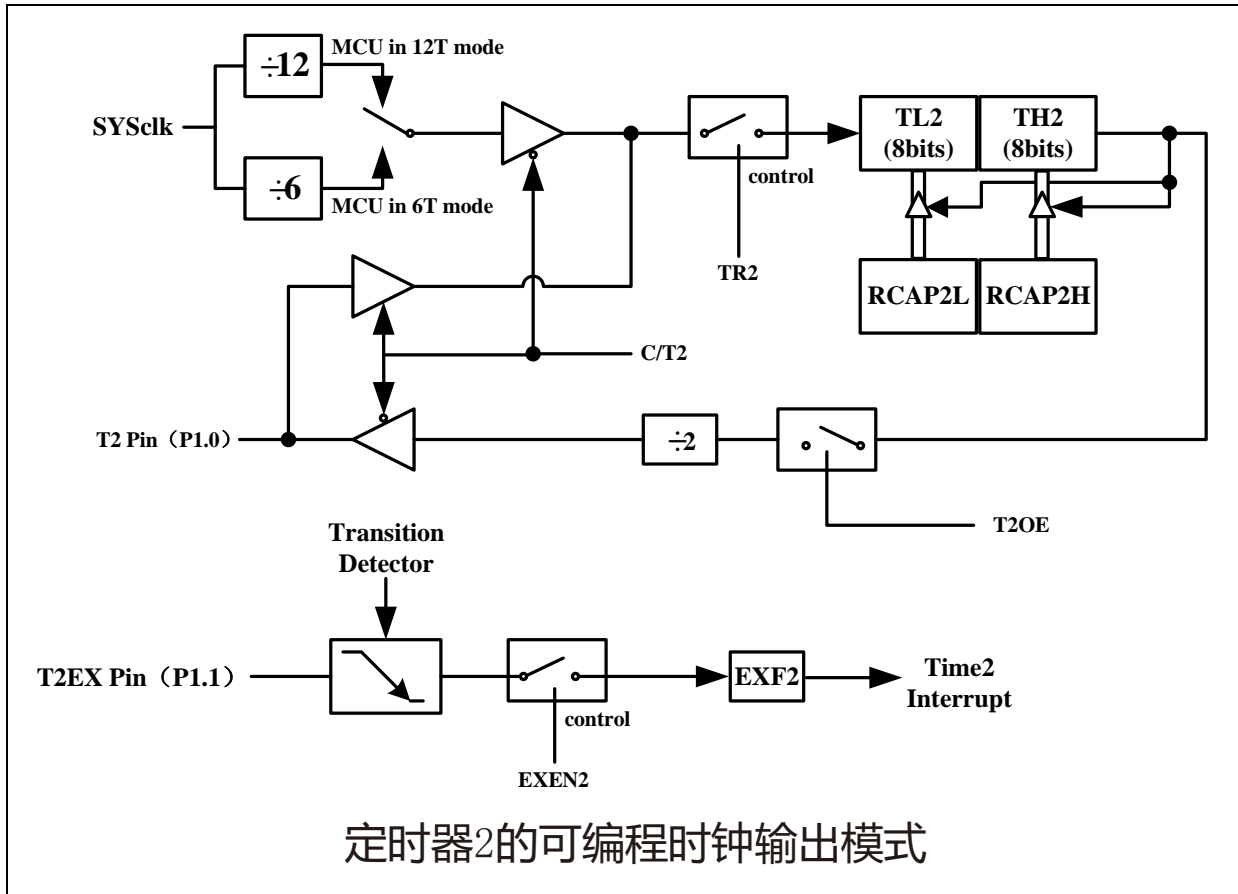 ÷12
MCU in 12T mode
SYSclk
÷6
MCU in 6T mode
control
TR2
TL2
(8bits)
TH2
(8bits)
RCAP2L
RCAP2H
C/T2
T2 Pin（P1.0）
÷2
T2OE
Transition
Detector
T2EX Pin（P1.1）
control
EXEN2
EXF2
Time2
Interrupt
定时器2的可编程时钟输出模式